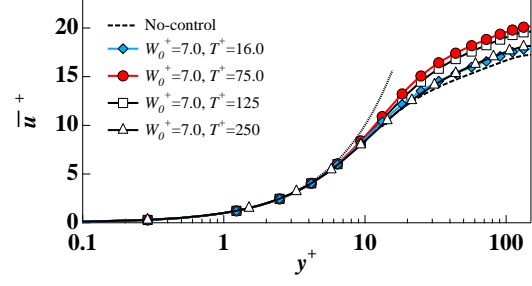 20
15
10
5
0
u̅ ⁺
No-control
W₀⁺=7.0, T⁺=16.0
W₀⁺=7.0, T⁺=75.0
W₀⁺=7.0, T⁺=125
W₀⁺=7.0, T⁺=250
0.1 1 10 100
y⁺